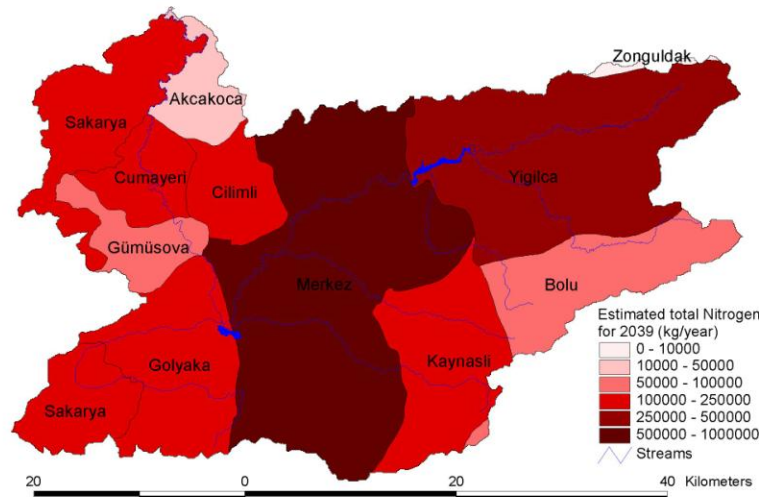 Zonguldak
Akcakoca
Sakarya
Cumayeri
Cilimli
Yigilca
Gümüsova
Merkez
Bolu
Golyaka
Kaynasli
Sakarya
Estimated total Nitrogen
for 2039 (kg/year)
0 - 10000
10000 - 50000
50000 - 100000
100000 - 250000
250000 - 500000
500000 - 1000000
Streams
20 0 20 40 Kilometers